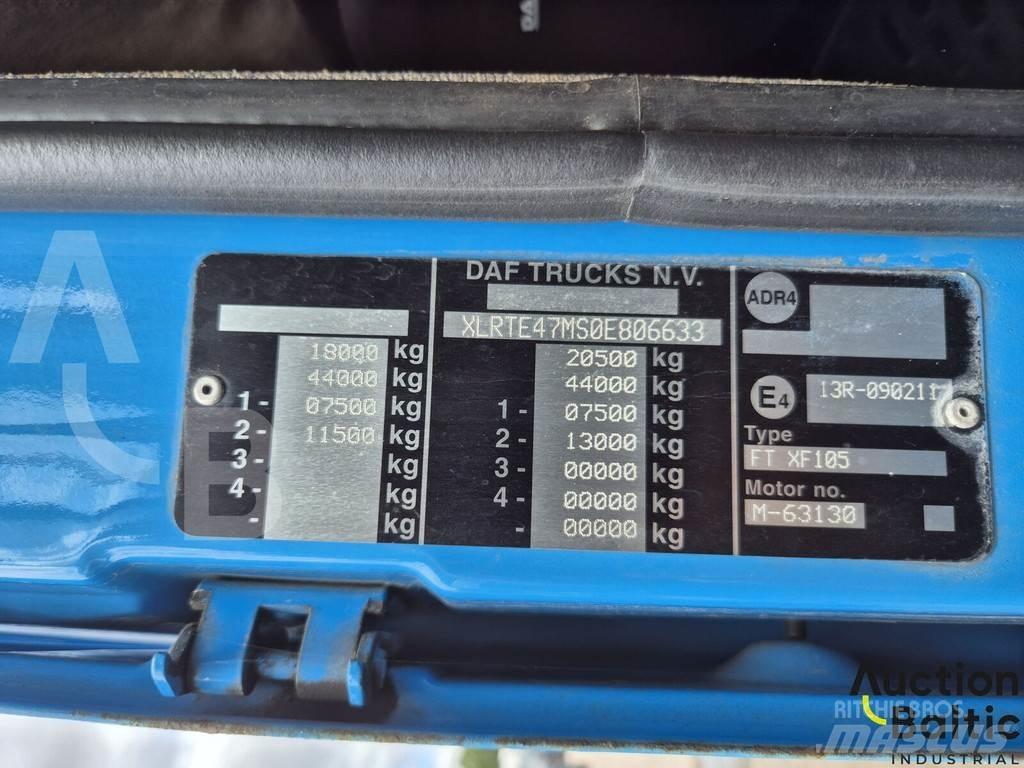 DAF TRUCKS N.V.
XLRTE47MS0E806633
18000 kg
44000 kg
1- 07500 kg
2- 11500 kg
3- kg
4- kg
- kg
20500 kg
44000 kg
1- 07500 kg
2- 13000 kg
3- 00000 kg
4- 00000 kg
- 00000 kg
ADR4
E4 13R-090211
Type
FT XF105
Motor no.
M-63130
Auction
Baltic
INDUSTRIAL
RITCHIE BROS
MASCUS